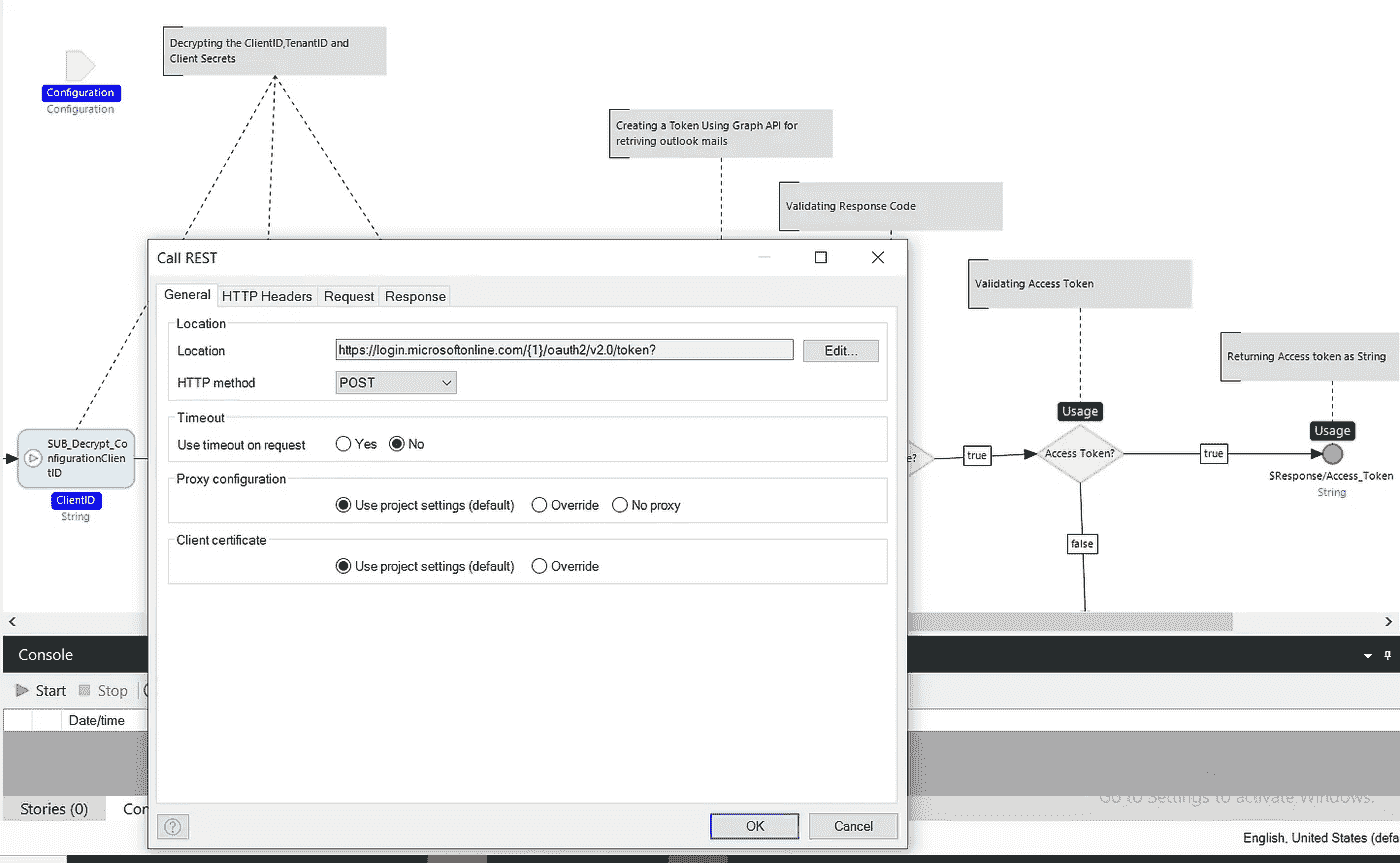 Decrypting the ClientID,TenantID and
Client Secrets
Configuration
Configuration
Creating a Token Using Graph API for
retriving outlook mails
Validating Response Code
Validating Access Token
Returning Access token as String
Call REST
General
HTTP Headers
Request
Response
Location
Location
https://login.microsoftonline.com/{1}/oauth2/v2.0/token?
Edit...
HTTP method
POST
Timeout
Use timeout on request
Yes
No
Proxy configuration
Use project settings (default)
Override
No proxy
Client certificate
Use project settings (default)
Override
OK
Cancel
SUB_Decrypt_Co
nfigurationClien
tID
ClientID
String
e?
true
Usage
Access Token?
true
false
Usage
$Response/Access_Token
String
Console
Start
Stop
Date/time
Stories (0)
Con
Go to Settings to activate Windows.
English, United States (defa